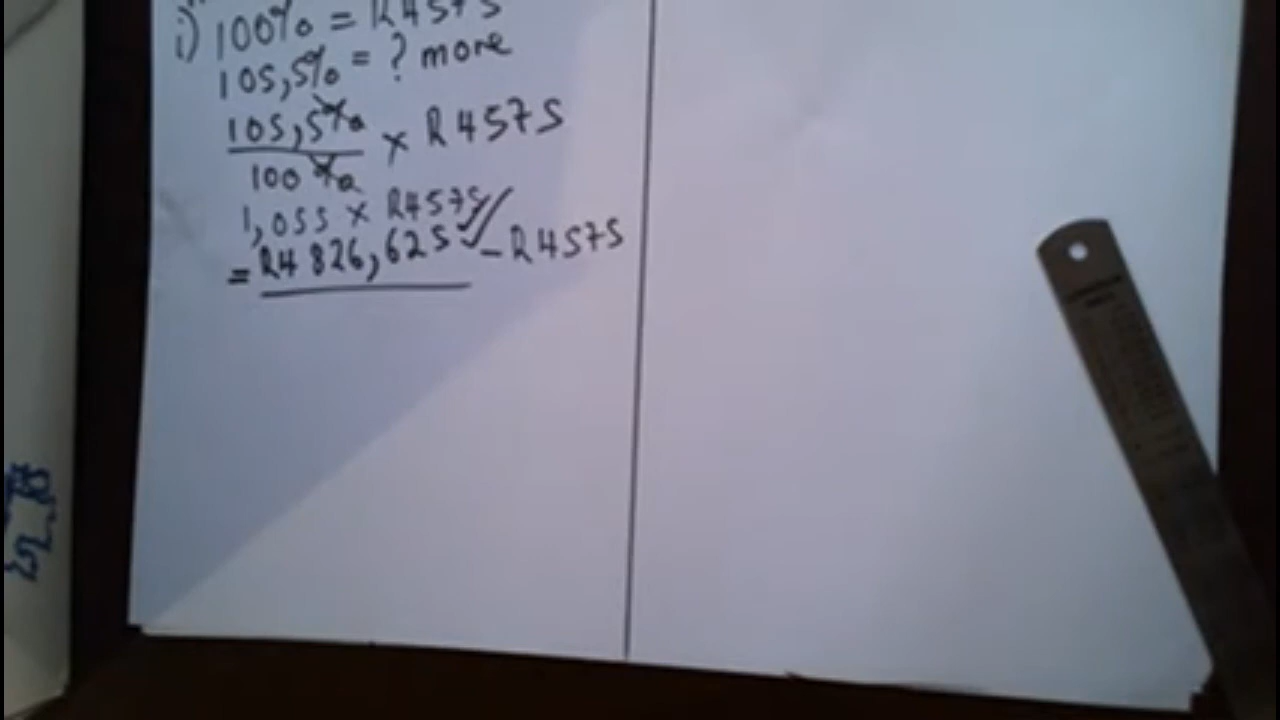 i) 100% = R4575
105,5% = ? more
105,5%
100% × R4575
1,055 × R4575
= R4 826,625 - R4575